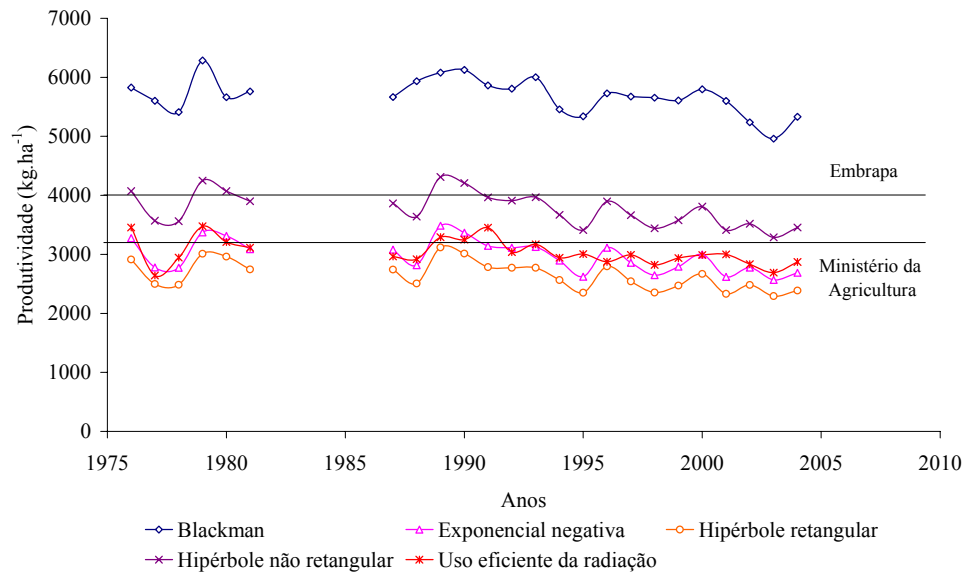 7000
6000
5000
4000
3000
2000
1000
0
Produtividade (kg.ha⁻¹)
Embrapa
Ministério da
Agricultura
1975 1980 1985 1990 1995 2000 2005 2010
Anos
Blackman Exponencial negativa Hipérbole retangular
Hipérbole não retangular Uso eficiente da radiação